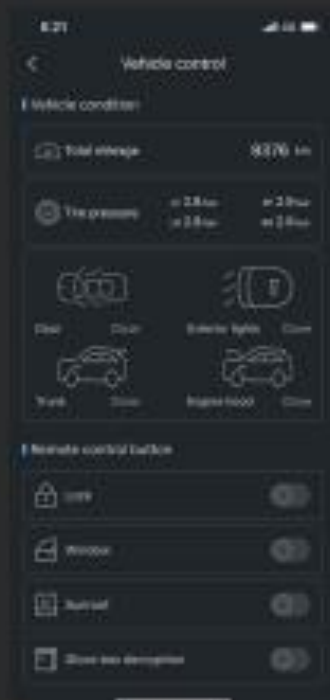 Vehicle control
Vehicle condition
Total mileage 9376 km
Tire pressure
Door Close Exterior lights Close
Trunk Close Engine hood Close
Remote control button
Lock
Window
Sunroof